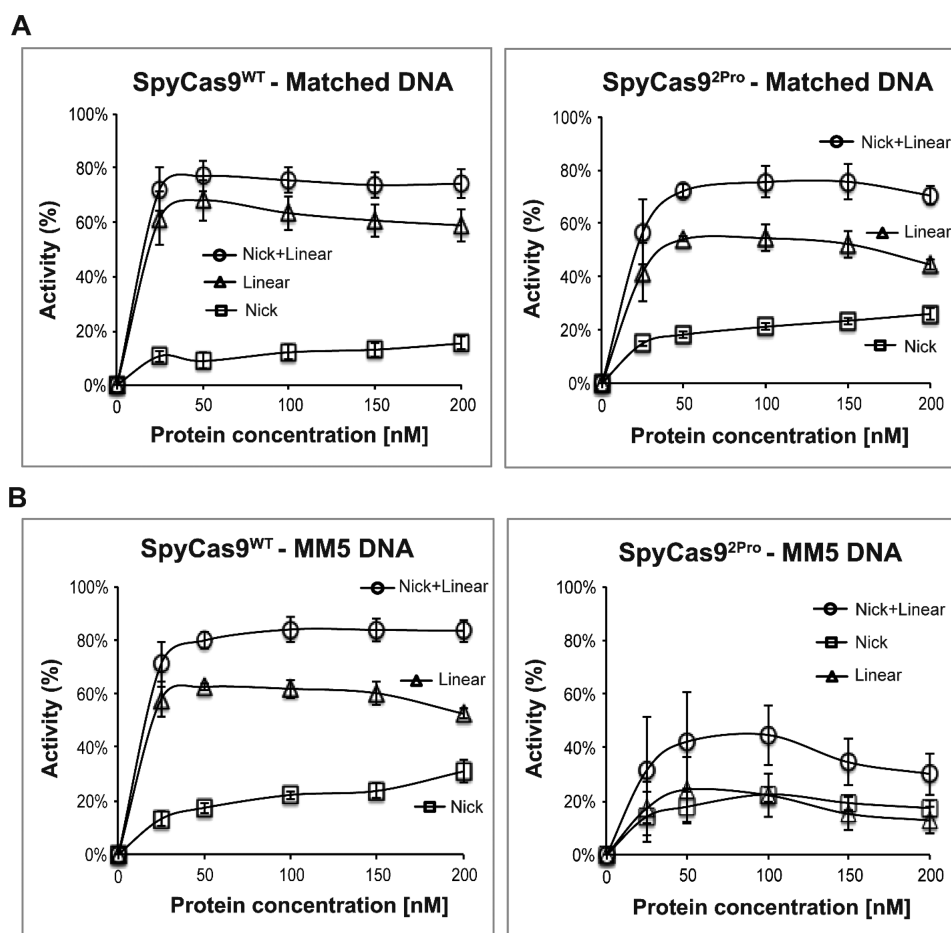 A
SpyCas9WT - Matched DNA
100%
80%
60%
40%
20%
0%
Activity (%)
Nick+Linear
Linear
Nick
0 50 100 150 200
Protein concentration [nM]
SpyCas92Pro - Matched DNA
100%
80%
60%
40%
20%
0%
Activity (%)
Nick+Linear
Linear
Nick
0 50 100 150 200
Protein concentration [nM]
B
SpyCas9WT - MM5 DNA
100%
80%
60%
40%
20%
0%
Activity (%)
Nick+Linear
Linear
Nick
0 50 100 150 200
Protein concentration [nM]
SpyCas92Pro - MM5 DNA
100%
80%
60%
40%
20%
0%
Activity (%)
Nick+Linear
Nick
Linear
0 50 100 150 200
Protein concentration [nM]